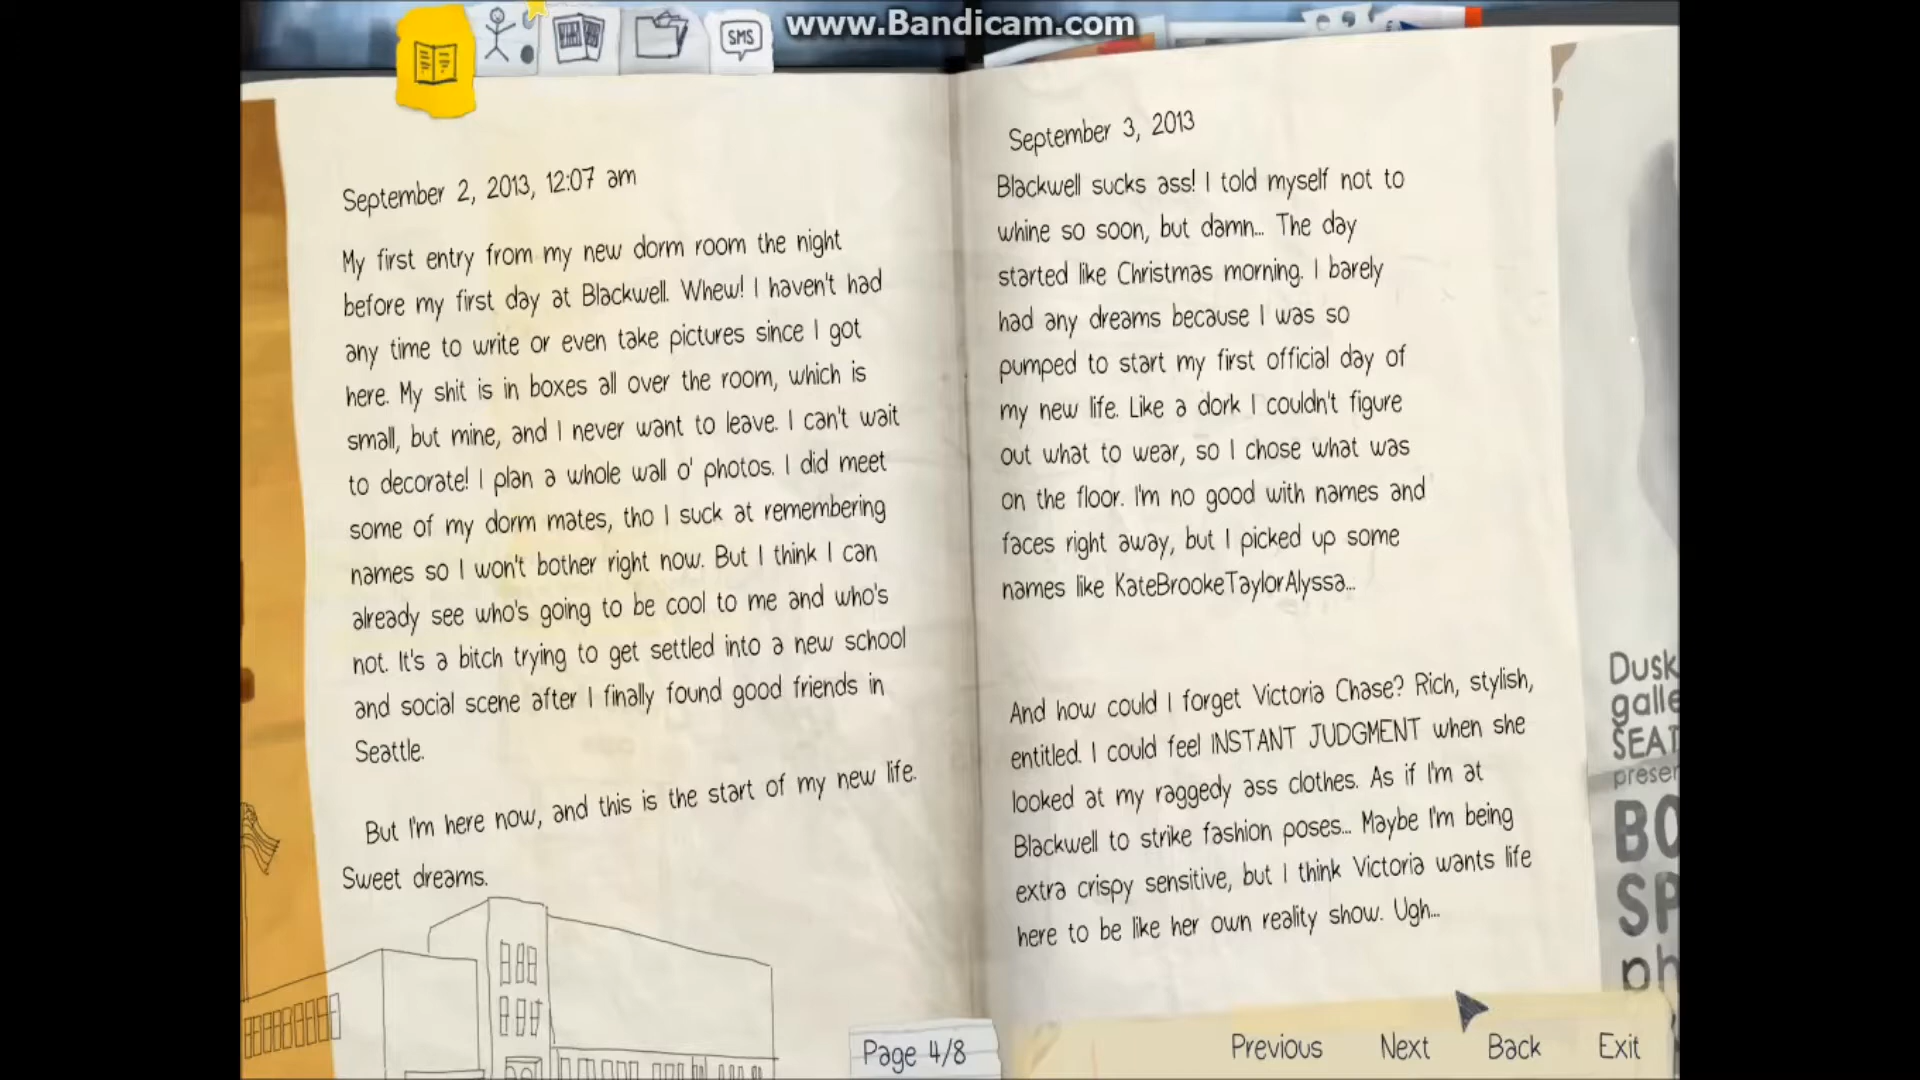 www.Bandicam.com
SMS
September 2, 2013, 12:07 am
My first entry from my new dorm room the night
before my first day at Blackwell. Whew! I haven't had
any time to write or even take pictures since I got
here. My shit is in boxes all over the room, which is
small, but mine, and I never want to leave. I can't wait
to decorate! I plan a whole wall o' photos. I did meet
some of my dorm mates, tho I suck at remembering
names so I won't bother right now. But I think I can
already see who's going to be cool to me and who's
not. It's a bitch trying to get settled into a new school
and social scene after I finally found good friends in
Seattle.
But I'm here now, and this is the start of my new life.
Sweet dreams.
September 3, 2013
Blackwell sucks ass! I told myself not to
whine so soon, but damn... The day
started like Christmas morning. I barely
had any dreams because I was so
pumped to start my first official day of
my new life. Like a dork I couldn't figure
out what to wear, so I chose what was
on the floor. I'm no good with names and
faces right away, but I picked up some
names like KateBrookeTaylorAlyssa...
And how could I forget Victoria Chase? Rich, stylish,
entitled. I could feel INSTANT JUDGMENT when she
looked at my raggedy ass clothes. As if I'm at
Blackwell to strike fashion poses... Maybe I'm being
extra crispy sensitive, but I think Victoria wants life
here to be like her own reality show. Ugh...
Dusk
galle
SEAT
presen
BO
SP
ph
Page 4/8
Previous Next Back Exit